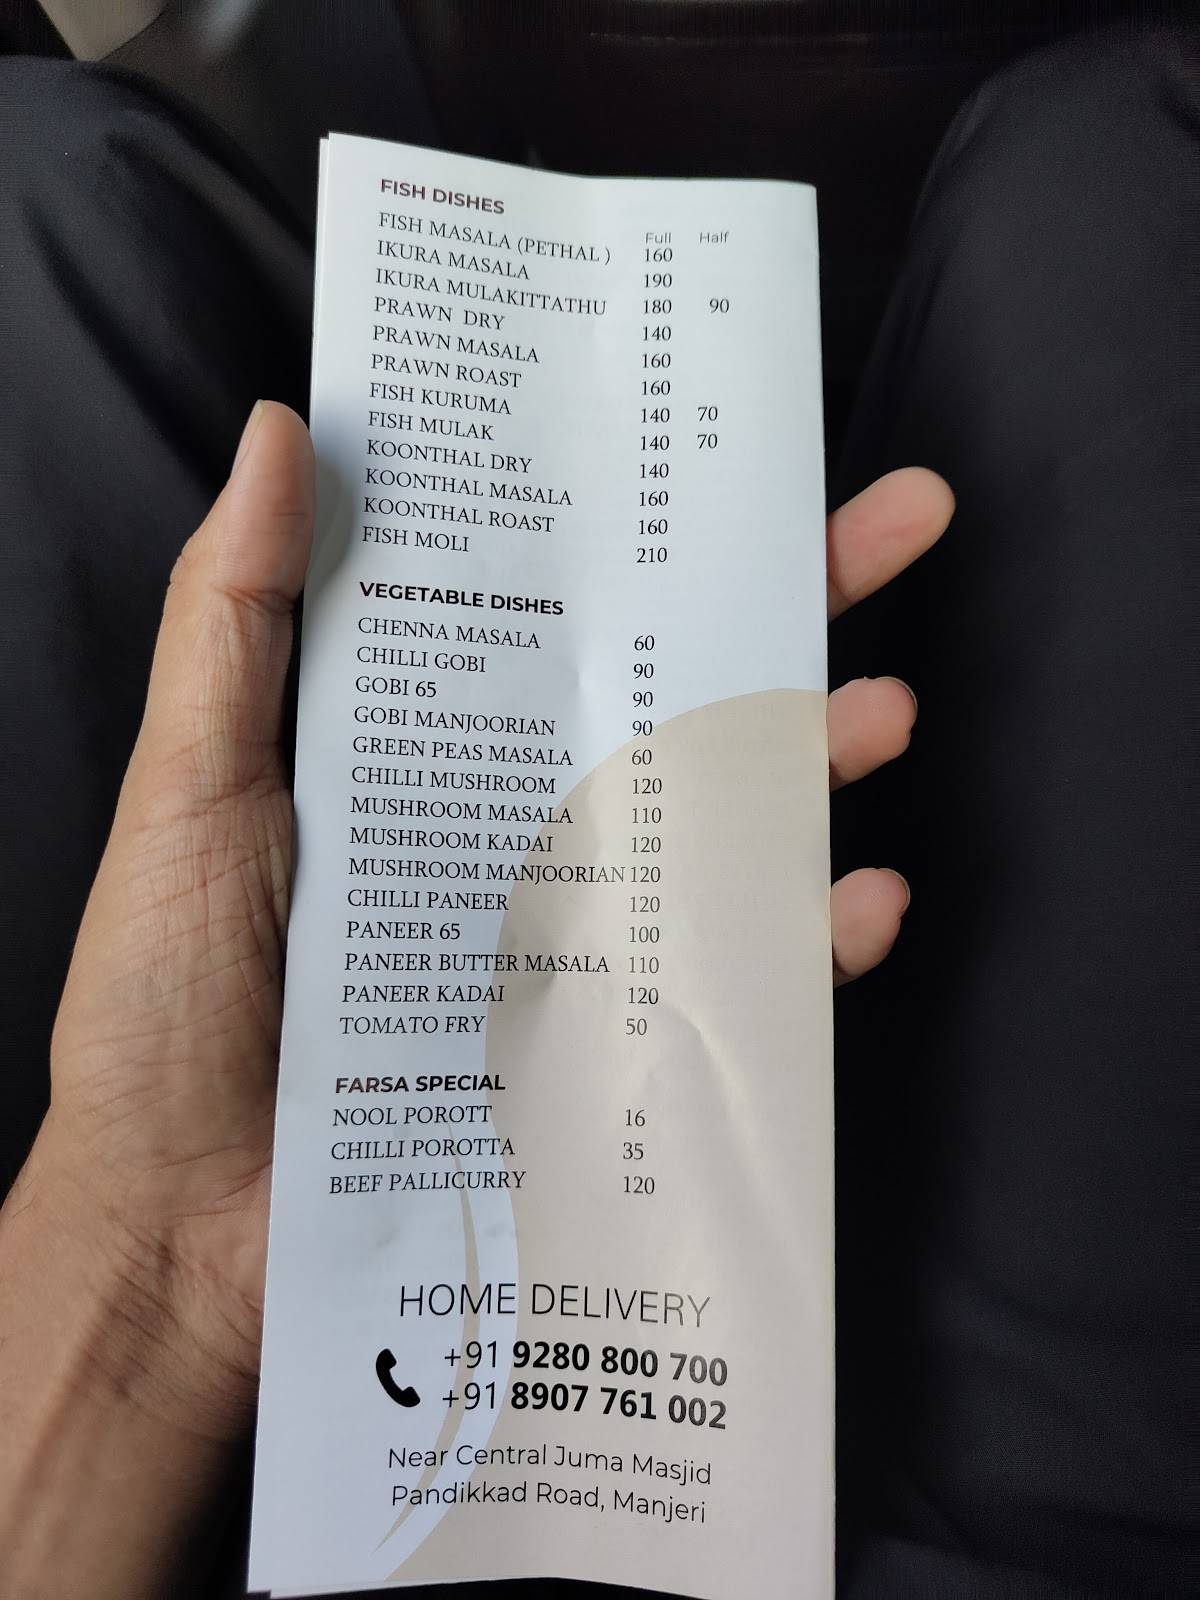 FISH DISHES
Full Half
FISH MASALA (PETHAL ) 160
IKURA MASALA 190
IKURA MULAKITTATHU 180 90
PRAWN DRY 140
PRAWN MASALA 160
PRAWN ROAST 160
FISH KURUMA 140 70
FISH MULAK 140 70
KOONTHAL DRY 140
KOONTHAL MASALA 160
KOONTHAL ROAST 160
FISH MOLI 210
VEGETABLE DISHES
CHENNA MASALA 60
CHILLI GOBI 90
GOBI 65 90
GOBI MANJOORIAN 90
GREEN PEAS MASALA 60
CHILLI MUSHROOM 120
MUSHROOM MASALA 110
MUSHROOM KADAI 120
MUSHROOM MANJOORIAN 120
CHILLI PANEER 120
PANEER 65 100
PANEER BUTTER MASALA 110
PANEER KADAI 120
TOMATO FRY 50
FARSA SPECIAL
NOOL POROTT 16
CHILLI POROTTA 35
BEEF PALLICURRY 120
HOME DELIVERY
+91 9280 800 700
+91 8907 761 002
Near Central Juma Masjid
Pandikkad Road, Manjeri